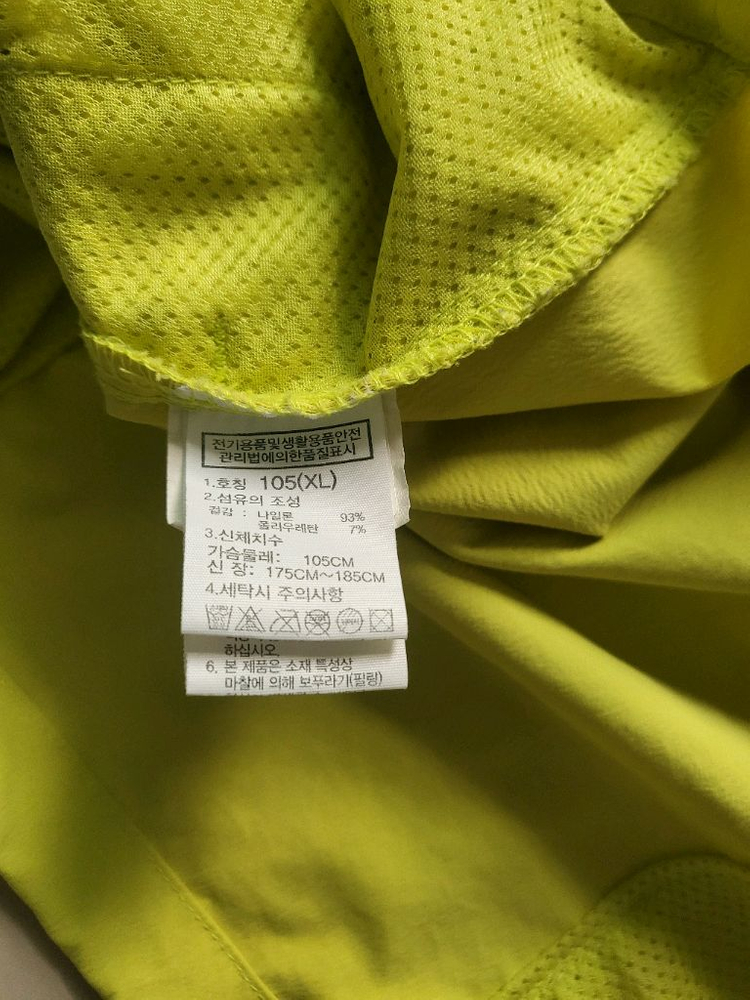 전기용품및생활용품안전
관리법에의한품질표시
1.호칭 105(XL)
2.섬유의 조성
겉감 : 나일론 93%
폴리우레탄 7%
3.신체치수
가슴둘레: 105CM
신 장: 175CM~185CM
4.세탁시 주의사항
하십시오.
6. 본 제품은 소재 특성상
마찰에 의해 보푸라기(필링)